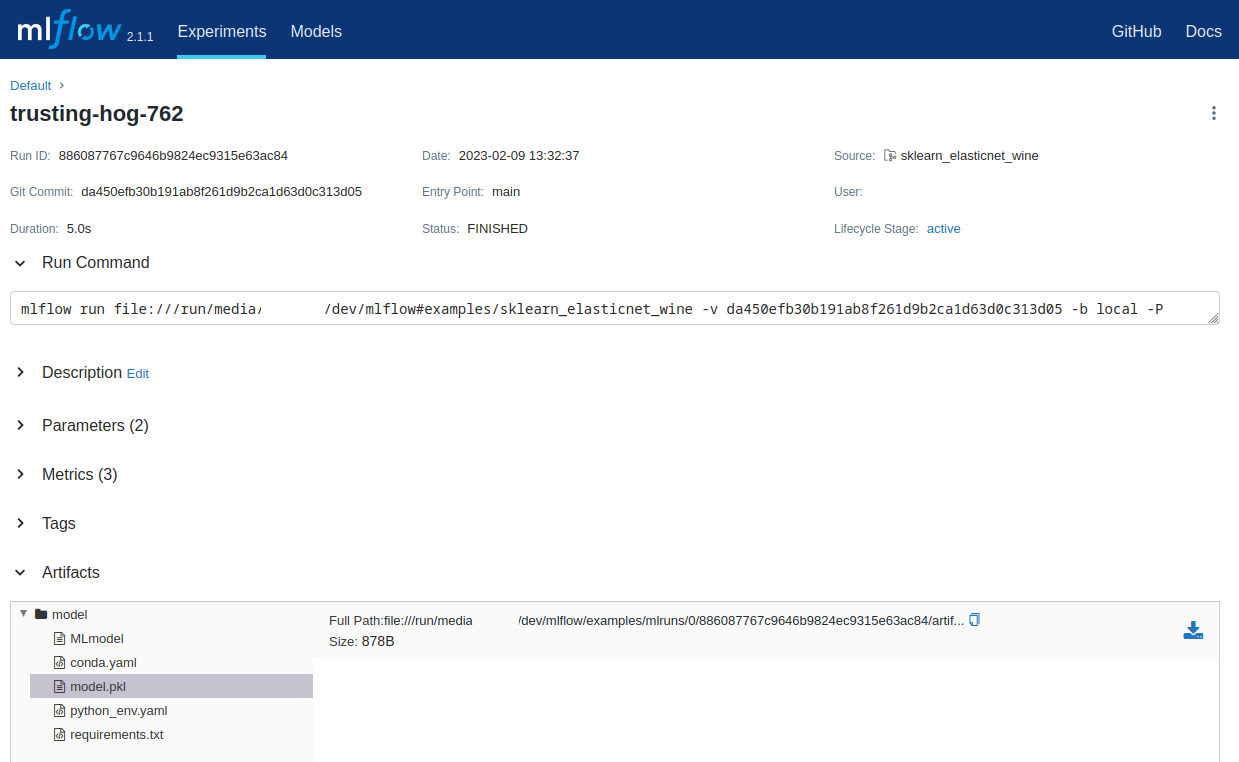 mlflow 2.1.1 Experiments Models GitHub Docs
Default
trusting-hog-762
Run ID: 886087767c9646b9824ec9315e63ac84 Date: 2023-02-09 13:32:37 Source: sklearn_elasticnet_wine
Git Commit: da450efb30b191ab8f261d9b2ca1d63d0c313d05 Entry Point: main User:
Duration: 5.0s Status: FINISHED Lifecycle Stage: active
Run Command
mlflow run file:///run/media/ /dev/mlflow#examples/sklearn_elasticnet_wine -v da450efb30b191ab8f261d9b2ca1d63d0c313d05 -b local -P
Description Edit
Parameters (2)
Metrics (3)
Tags
Artifacts
model
MLmodel
conda.yaml
model.pkl
python_env.yaml
requirements.txt
Full Path:file:///run/media /dev/mlflow/examples/mlruns/0/886087767c9646b9824ec9315e63ac84/artif...
Size: 878B